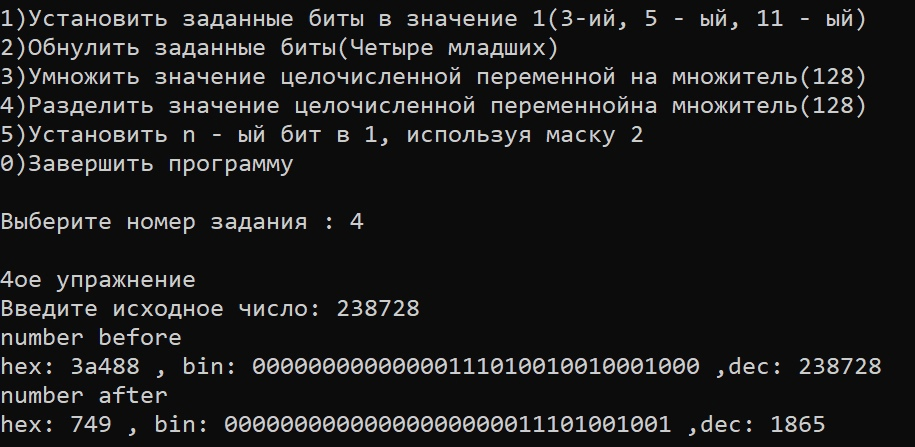 1)Установить заданные биты в значение 1(3-ий, 5 - ый, 11 - ый)
2)Обнулить заданные биты(Четыре младших)
3)Умножить значение целочисленной переменной на множитель(128)
4)Разделить значение целочисленной переменнойна множитель(128)
5)Установить n - ый бит в 1, используя маску 2
0)Завершить программу
Выберите номер задания : 4
4ое упражнение
Введите исходное число: 238728
number before
hex: 3a488 , bin: 00000000000000111010010010001000 ,dec: 238728
number after
hex: 749 , bin: 00000000000000000000011101001001 ,dec: 1865